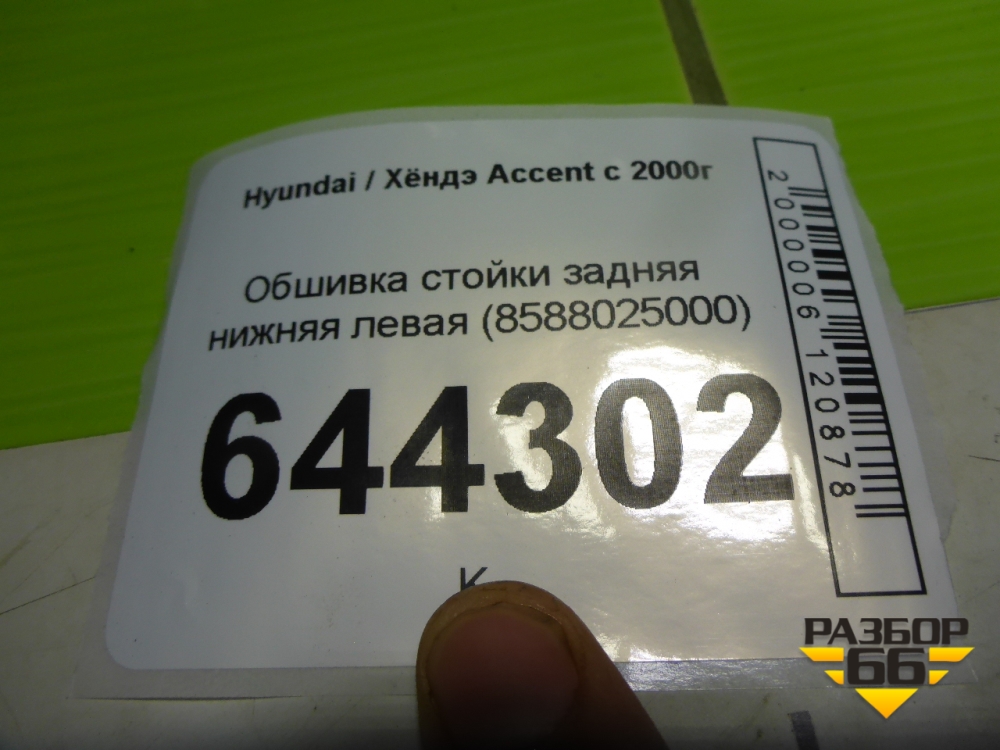 Hyundai / Хёндэ Accent с 2000г
Обшивка стойки задняя
нижняя левая (8588025000)
644302
К
2000006120878
РАЗБОР
66